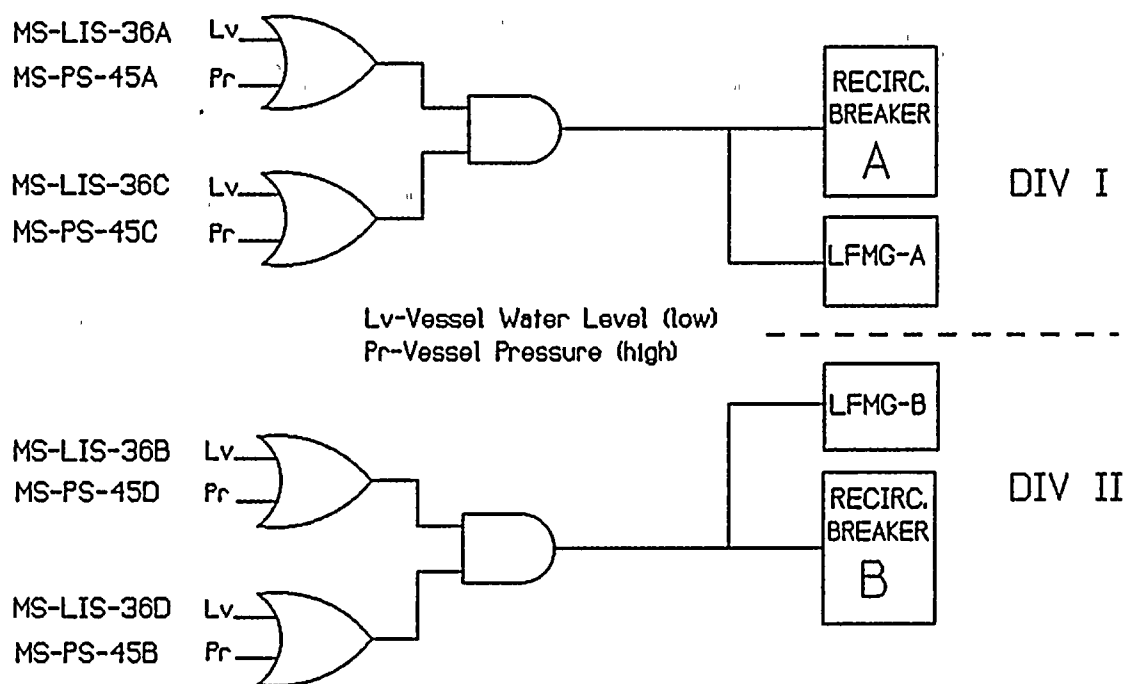 MS-LIS-36A Lv
MS-PS-45A Pr
MS-LIS-36C Lv
MS-PS-45C Pr
RECIRC.
BREAKER
A
LFMG-A
DIV I
Lv-Vessel Water Level (low)
Pr-Vessel Pressure (high)
MS-LIS-36B Lv
MS-PS-45D Pr
MS-LIS-36D Lv
MS-PS-45B Pr
LFMG-B
RECIRC.
BREAKER
B
DIV II